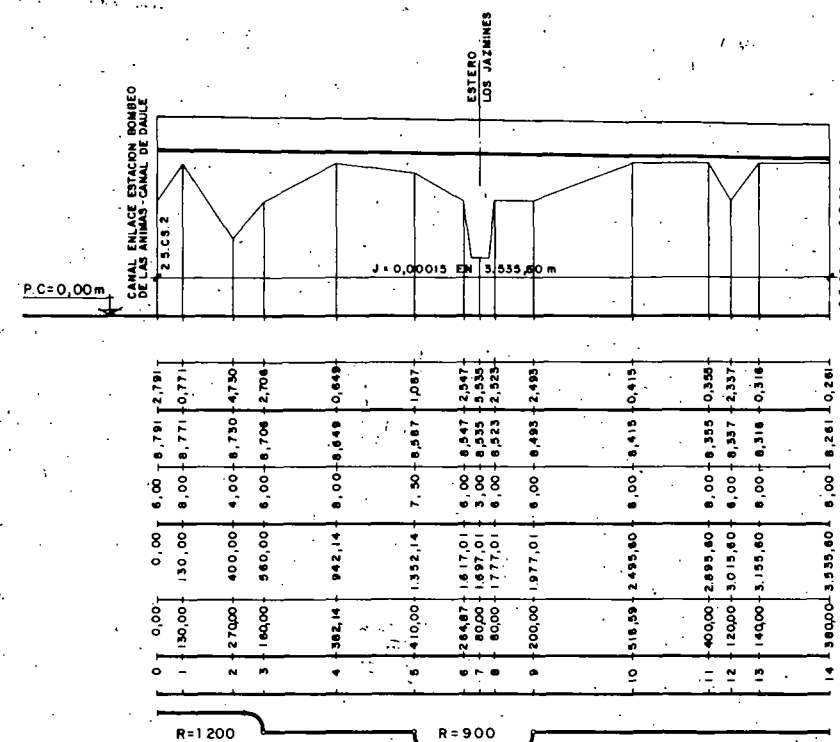 ESTERO
LOS JAZMINES
CANAL ENLACE ESTACION BOMBEO
DE LAS ANIMAS - CANAL DE DAULE
2.5.CS.2
J = 0,00015 EN 3.535,60 m
P.C=0,00m
2,791 0,771 4,730 2,706 0,649 1,087 2,547 5,535 2,523 2,493 0,415 0,355 2,337 0,316 0,261
8,791 8,771 8,730 8,706 8,649 8,587 8,547 8,535 8,523 8,493 8,415 8,355 8,337 8,316 8,261
6,00 8,00 4,00 6,00 8,00 7,50 6,00 3,00 6,00 6,00 8,00 8,00 6,00 8,00 8,00
0,00 130,00 400,00 560,00 942,14 1.352,14 1.617,01 1.697,01 1.777,01 1.977,01 2.495,60 2.895,60 3.015,60 3.155,60 3.535,60
0,00 130,00 270,00 160,00 382,14 410,00 264,87 80,00 80,00 200,00 518,59 400,00 120,00 140,00 380,00
0 1 2 3 4 5 6 7 8 9 10 11 12 13 14
R=1200 R=900